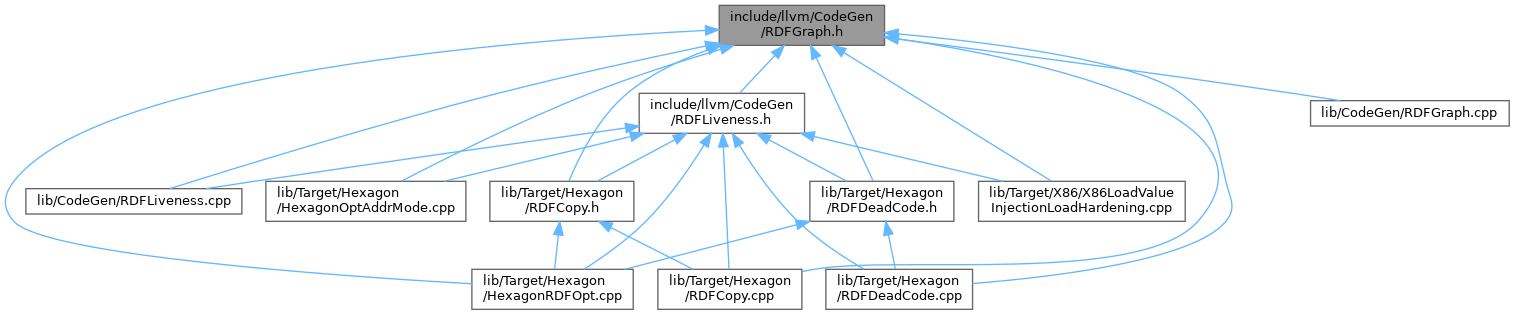 include/llvm/CodeGen
/RDFGraph.h
include/llvm/CodeGen
/RDFLiveness.h
lib/CodeGen/RDFGraph.cpp
lib/CodeGen/RDFLiveness.cpp
lib/Target/Hexagon
/HexagonOptAddrMode.cpp
lib/Target/Hexagon
/RDFCopy.h
lib/Target/Hexagon
/RDFDeadCode.h
lib/Target/X86/X86LoadValue
InjectionLoadHardening.cpp
lib/Target/Hexagon
/HexagonRDFOpt.cpp
lib/Target/Hexagon
/RDFCopy.cpp
lib/Target/Hexagon
/RDFDeadCode.cpp